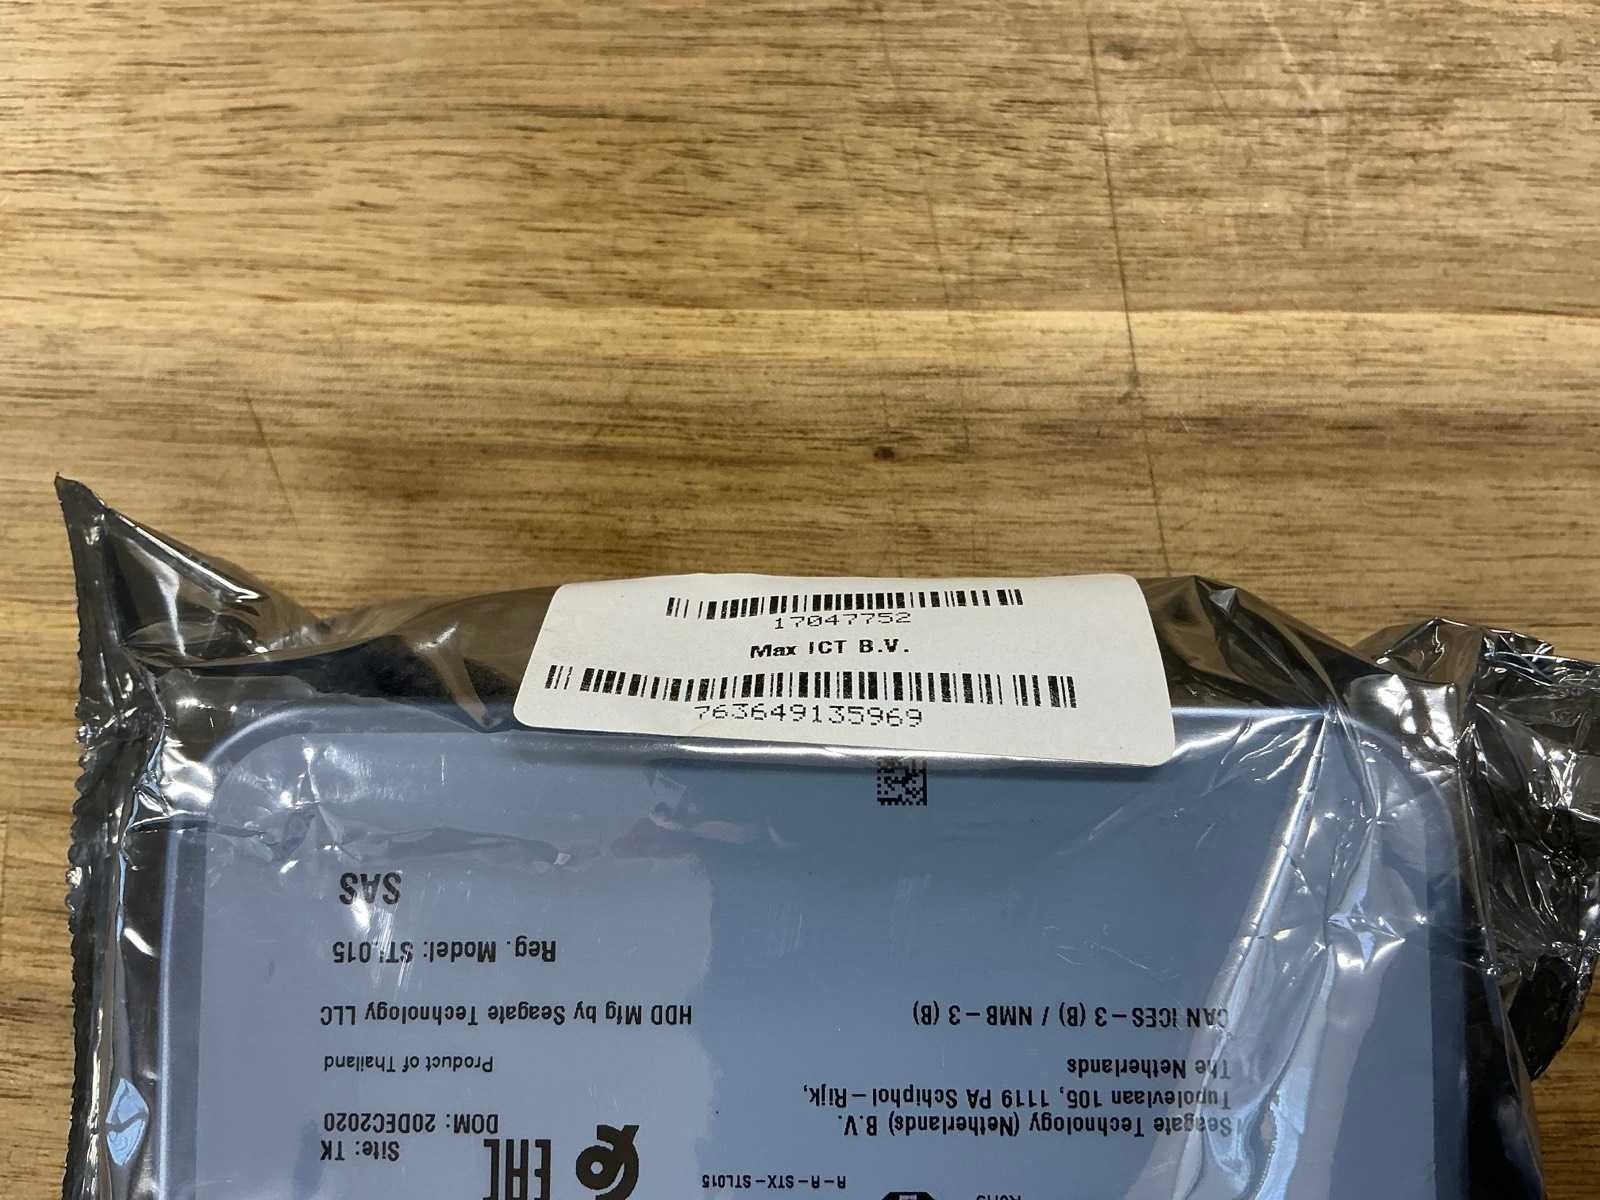 17047752
Max ICT B.V.
763649135969
Site: TK
DOM: 20DEC2020
Product of Thailand
HDD Mfg by Seagate Technology LLC
Reg. Model: STL015
SAS
R-R-STX-STL015
Seagate Technology (Netherlands) B.V.
Tupolevlaan 105, 1119 PA Schiphol-Rijk,
The Netherlands
CAN ICES-3 (B) / NMB-3 (B)
EAC